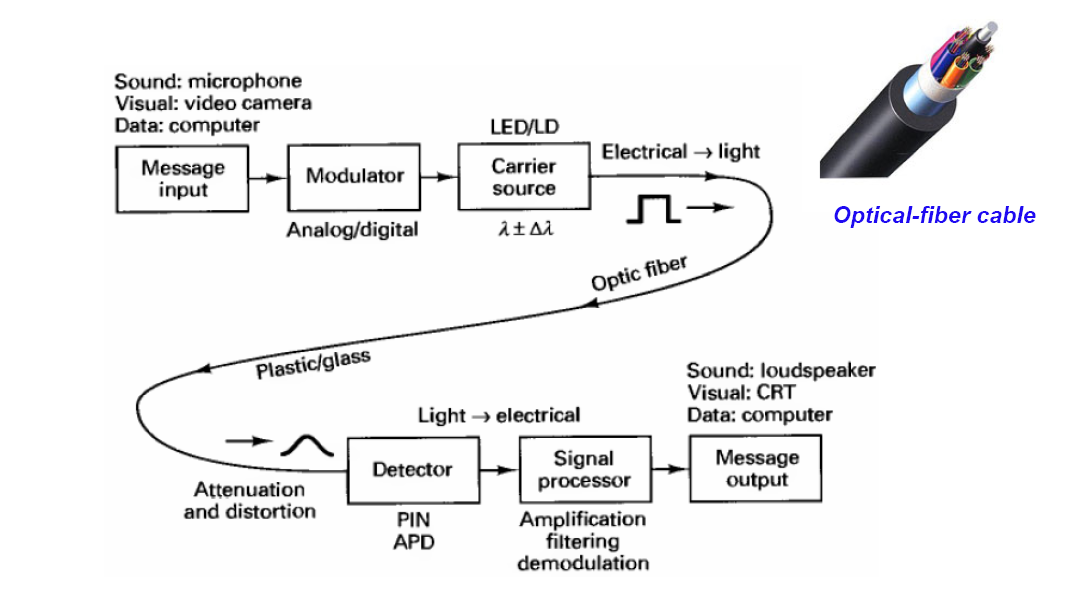 Sound: microphone
Visual: video camera
Data: computer
Message
input
Modulator
Analog/digital
LED/LD
Carrier
source
λ ± Δλ
Electrical → light
Optical-fiber cable
Optic fiber
Plastic/glass
Attenuation
and distortion
Light → electrical
Detector
PIN
APD
Signal
processor
Amplification
filtering
demodulation
Sound: loudspeaker
Visual: CRT
Data: computer
Message
output